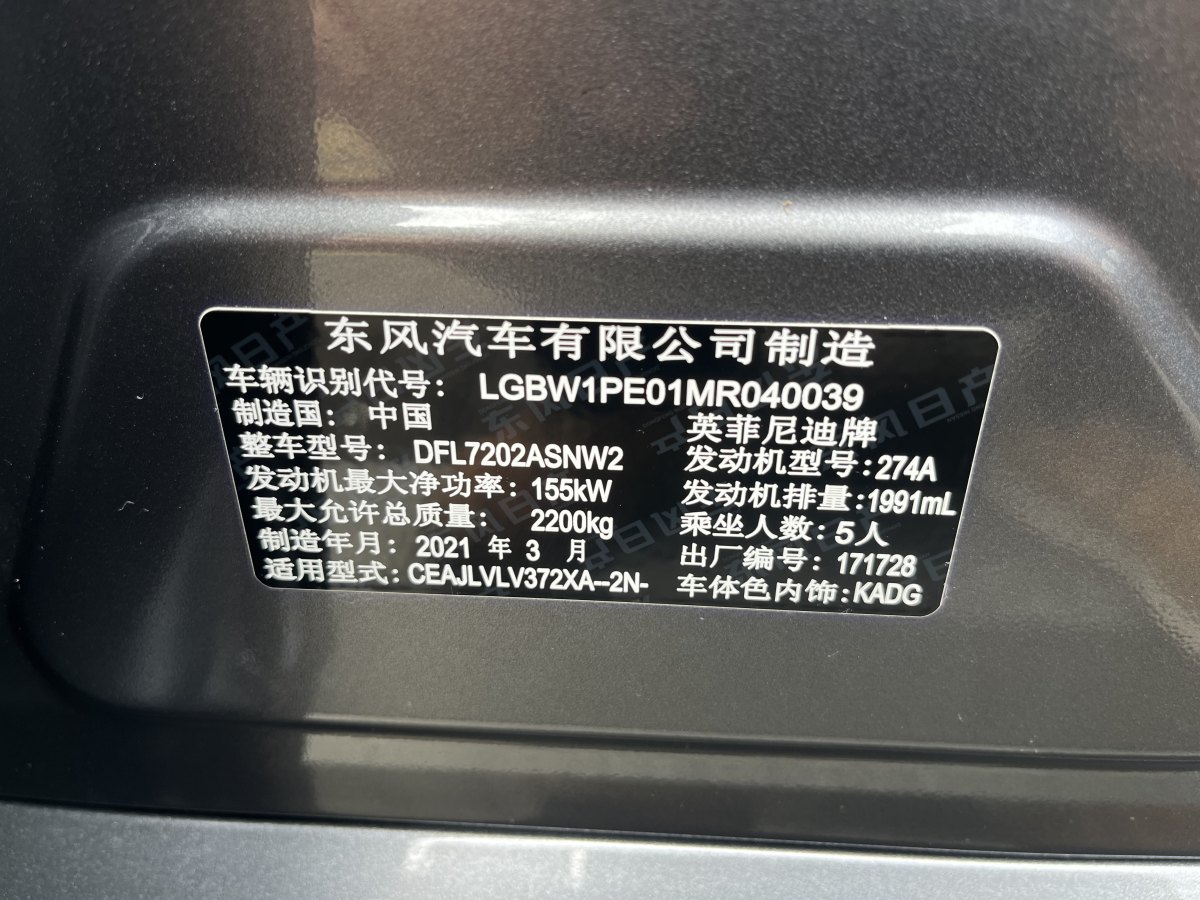 东风汽车有限公司制造
车辆识别代号: LGBW1PE01MR040039
制造国: 中国 英菲尼迪牌
整车型号: DFL7202ASNW2 发动机型号:274A
发动机最大净功率: 155kW 发动机排量:1991mL
最大允许总质量: 2200kg 乘坐人数:5人
制造年月: 2021 年 3 月 出厂编号: 171728
适用型式:CEAJLVLV372XA--2N- 车体色内饰:KADG